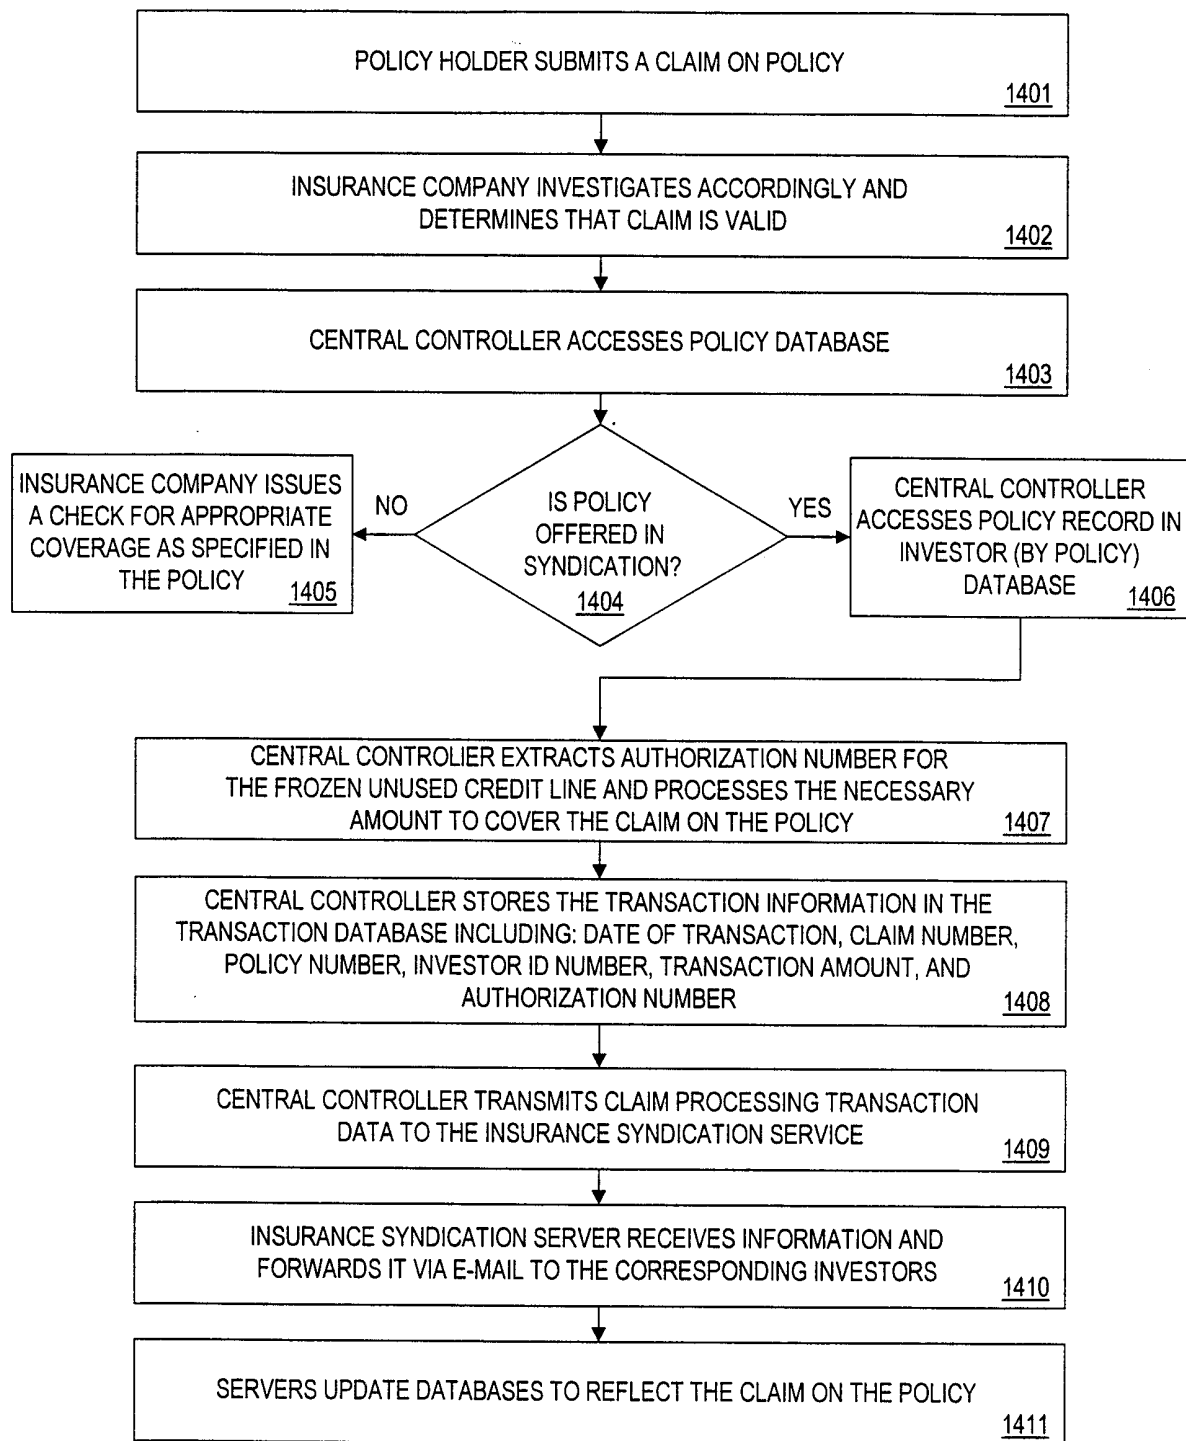 POLICY HOLDER SUBMITS A CLAIM ON POLICY
1401
INSURANCE COMPANY INVESTIGATES ACCORDINGLY AND
DETERMINES THAT CLAIM IS VALID
1402
CENTRAL CONTROLLER ACCESSES POLICY DATABASE
1403
IS POLICY
OFFERED IN
SYNDICATION?
1404
NO
INSURANCE COMPANY ISSUES
A CHECK FOR APPROPRIATE
COVERAGE AS SPECIFIED IN
THE POLICY
1405
YES
CENTRAL CONTROLLER
ACCESSES POLICY RECORD IN
INVESTOR (BY POLICY)
DATABASE
1406
CENTRAL CONTROLIER EXTRACTS AUTHORIZATION NUMBER FOR
THE FROZEN UNUSED CREDIT LINE AND PROCESSES THE NECESSARY
AMOUNT TO COVER THE CLAIM ON THE POLICY
1407
CENTRAL CONTROLLER STORES THE TRANSACTION INFORMATION IN THE
TRANSACTION DATABASE INCLUDING: DATE OF TRANSACTION, CLAIM NUMBER,
POLICY NUMBER, INVESTOR ID NUMBER, TRANSACTION AMOUNT, AND
AUTHORIZATION NUMBER
1408
CENTRAL CONTROLLER TRANSMITS CLAIM PROCESSING TRANSACTION
DATA TO THE INSURANCE SYNDICATION SERVICE
1409
INSURANCE SYNDICATION SERVER RECEIVES INFORMATION AND
FORWARDS IT VIA E-MAIL TO THE CORRESPONDING INVESTORS
1410
SERVERS UPDATE DATABASES TO REFLECT THE CLAIM ON THE POLICY
1411